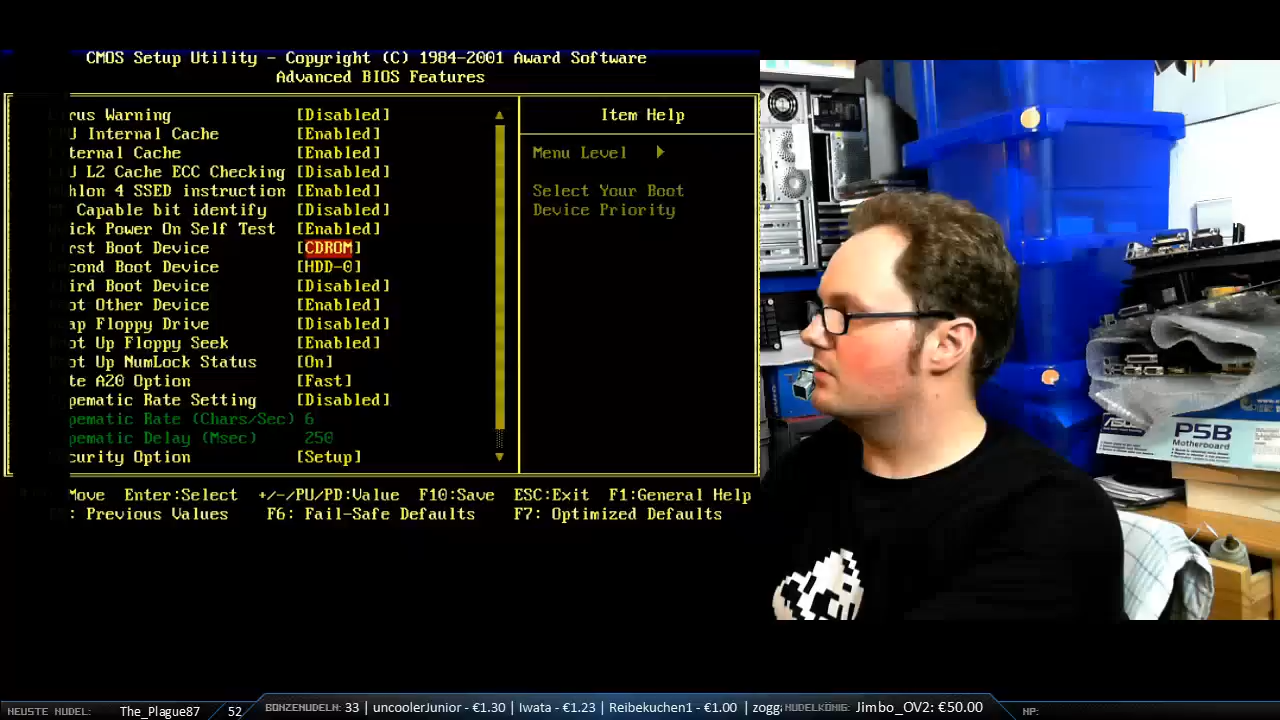 CMOS Setup Utility - Copyright (C) 1984-2001 Award Software
Advanced BIOS Features
rus Warning [Disabled]
U Internal Cache [Enabled]
ternal Cache [Enabled]
U L2 Cache ECC Checking [Disabled]
hlon 4 SSED instruction [Enabled]
Capable bit identify [Disabled]
ick Power On Self Test [Enabled]
rst Boot Device [CDROM]
cond Boot Device [HDD-0]
ird Boot Device [Disabled]
ot Other Device [Enabled]
ap Floppy Drive [Disabled]
ot Up Floppy Seek [Enabled]
ot Up NumLock Status [On]
te A20 Option [Fast]
pematic Rate Setting [Disabled]
pematic Rate (Chars/Sec) 6
pematic Delay (Msec) 250
curity Option [Setup]
Item Help
Menu Level
Select Your Boot
Device Priority
Move Enter:Select +/-/PU/PD:Value F10:Save ESC:Exit F1:General Help
: Previous Values F6: Fail-Safe Defaults F7: Optimized Defaults
ASUS
P5B
Motherboard
NEUSTE NUDEL: The_Plague87 52 BONZENUDELN: 33 | uncoolerJunior - €1.30 | Iwata - €1.23 | Reibekuchen1 - €1.00 | zogg NUDELKÖNIG: Jimbo_OV2: €50.00 NP: